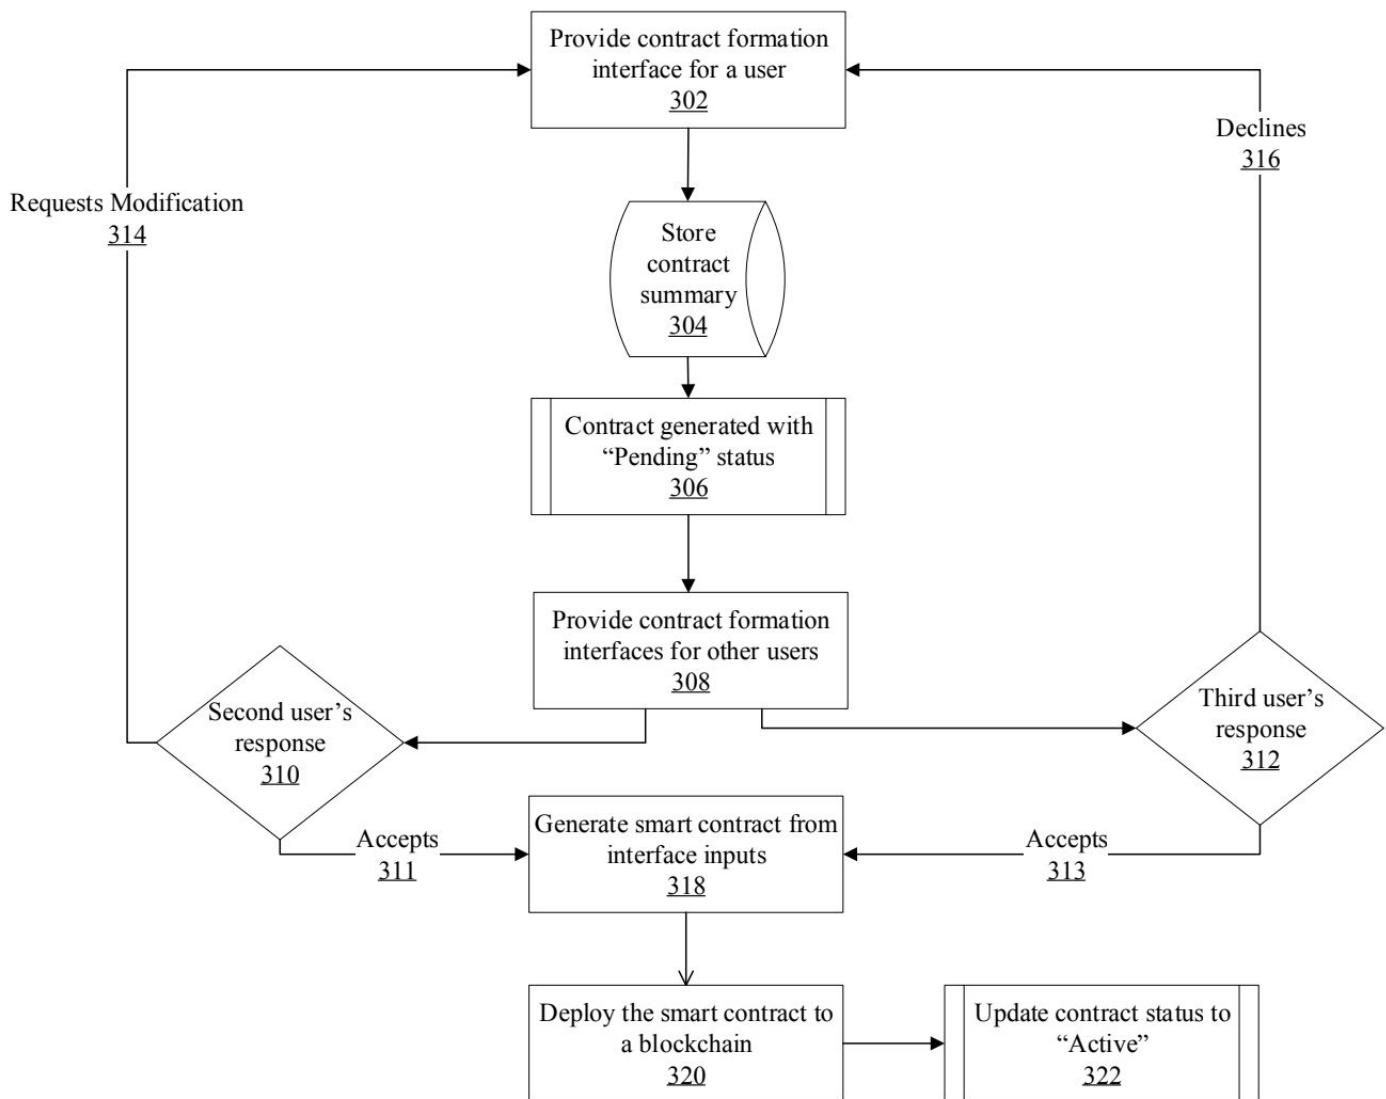 Provide contract formation
interface for a user
302
Declines
316
Requests Modification
314
Store
contract
summary
304
Contract generated with
“Pending” status
306
Provide contract formation
interfaces for other users
308
Second user’s
response
310
Third user’s
response
312
Accepts
311
Generate smart contract from
interface inputs
318
Accepts
313
Deploy the smart contract to
a blockchain
320
Update contract status to
“Active”
322